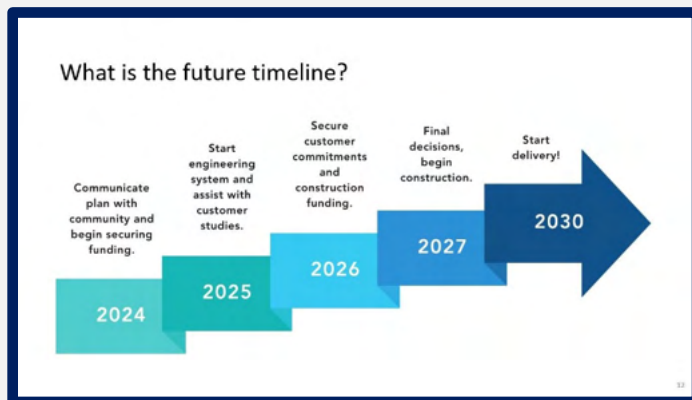 What is the future timeline?
Communicate
plan with
community and
begin securing
funding.
2024
Start
engineering
system and
assist with
customer
studies.
2025
Secure
customer
commitments
and
construction
funding.
2026
Final
decisions,
begin
construction.
2027
Start
delivery!
2030